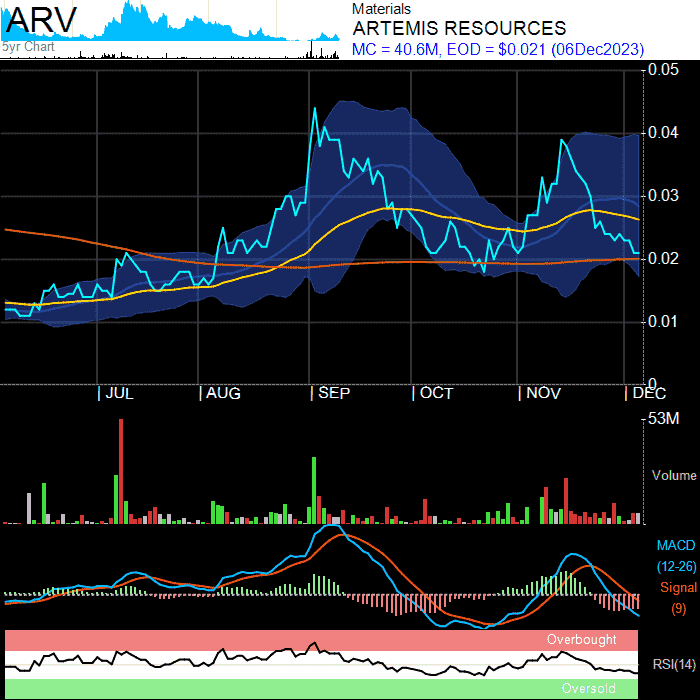 ARV
5yr Chart
Materials
ARTEMIS RESOURCES
MC = 40.6M, EOD = $0.021 (06Dec2023)
0.05
0.04
0.03
0.02
0.01
0
JUL
AUG
SEP
OCT
NOV
DEC
53M
Volume
MACD
(12-26)
Signal
(9)
Overbought
RSI(14)
Oversold